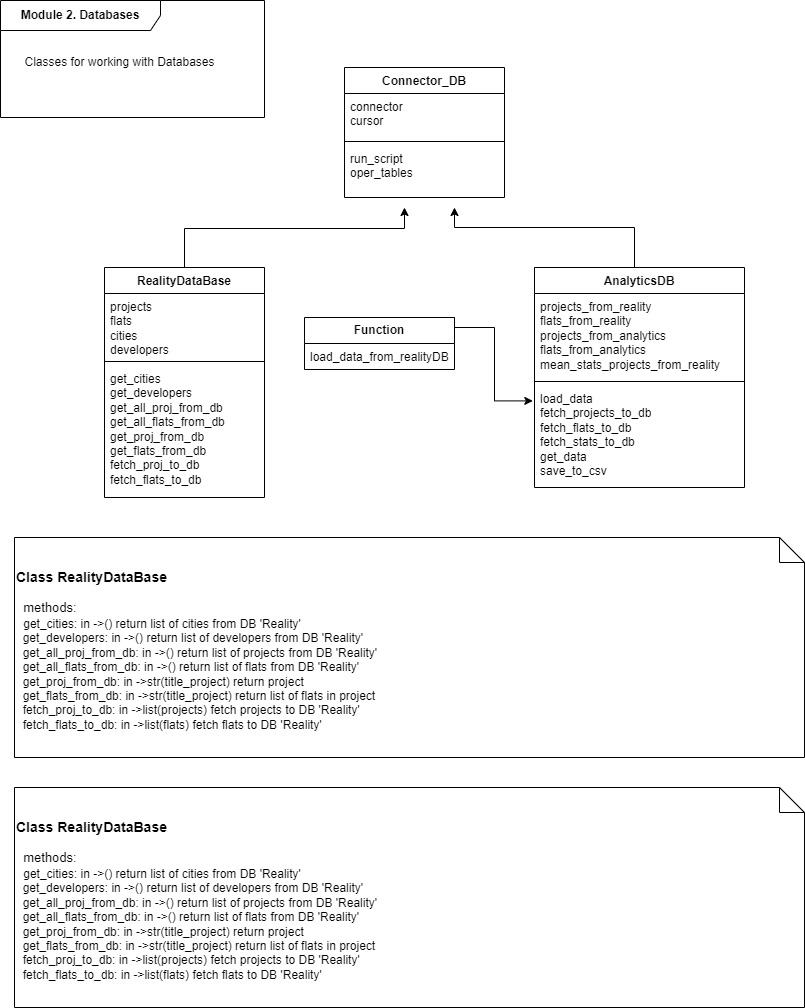 Module 2. Databases
Classes for working with Databases
Connector_DB
connector
cursor
run_script
oper_tables
RealityDataBase
projects
flats
cities
developers
get_cities
get_developers
get_all_proj_from_db
get_all_flats_from_db
get_proj_from_db
get_flats_from_db
fetch_proj_to_db
fetch_flats_to_db
Function
load_data_from_realityDB
AnalyticsDB
projects_from_reality
flats_from_reality
projects_from_analytics
flats_from_analytics
mean_stats_projects_from_reality
load_data
fetch_projects_to_db
fetch_flats_to_db
fetch_stats_to_db
get_data
save_to_csv
Class RealityDataBase
methods:
get_cities: in ->() return list of cities from DB 'Reality'
get_developers: in ->() return list of developers from DB 'Reality'
get_all_proj_from_db: in ->() return list of projects from DB 'Reality'
get_all_flats_from_db: in ->() return list of flats from DB 'Reality'
get_proj_from_db: in ->str(title_project) return project
get_flats_from_db: in ->str(title_project) return list of flats in project
fetch_proj_to_db: in ->list(projects) fetch projects to DB 'Reality'
fetch_flats_to_db: in ->list(flats) fetch flats to DB 'Reality'
Class RealityDataBase
methods:
get_cities: in ->() return list of cities from DB 'Reality'
get_developers: in ->() return list of developers from DB 'Reality'
get_all_proj_from_db: in ->() return list of projects from DB 'Reality'
get_all_flats_from_db: in ->() return list of flats from DB 'Reality'
get_proj_from_db: in ->str(title_project) return project
get_flats_from_db: in ->str(title_project) return list of flats in project
fetch_proj_to_db: in ->list(projects) fetch projects to DB 'Reality'
fetch_flats_to_db: in ->list(flats) fetch flats to DB 'Reality'